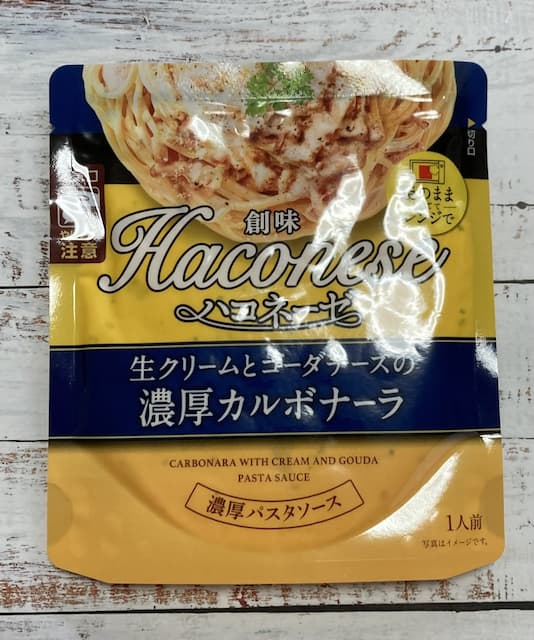 切り口
そのまま
レンジで
注意
創味
Haconese
ハコネーゼ
生クリームとゴーダチーズの
濃厚カルボナーラ
CARBONARA WITH CREAM AND GOUDA
PASTA SAUCE
濃厚パスタソース
1人前
写真はイメージです。